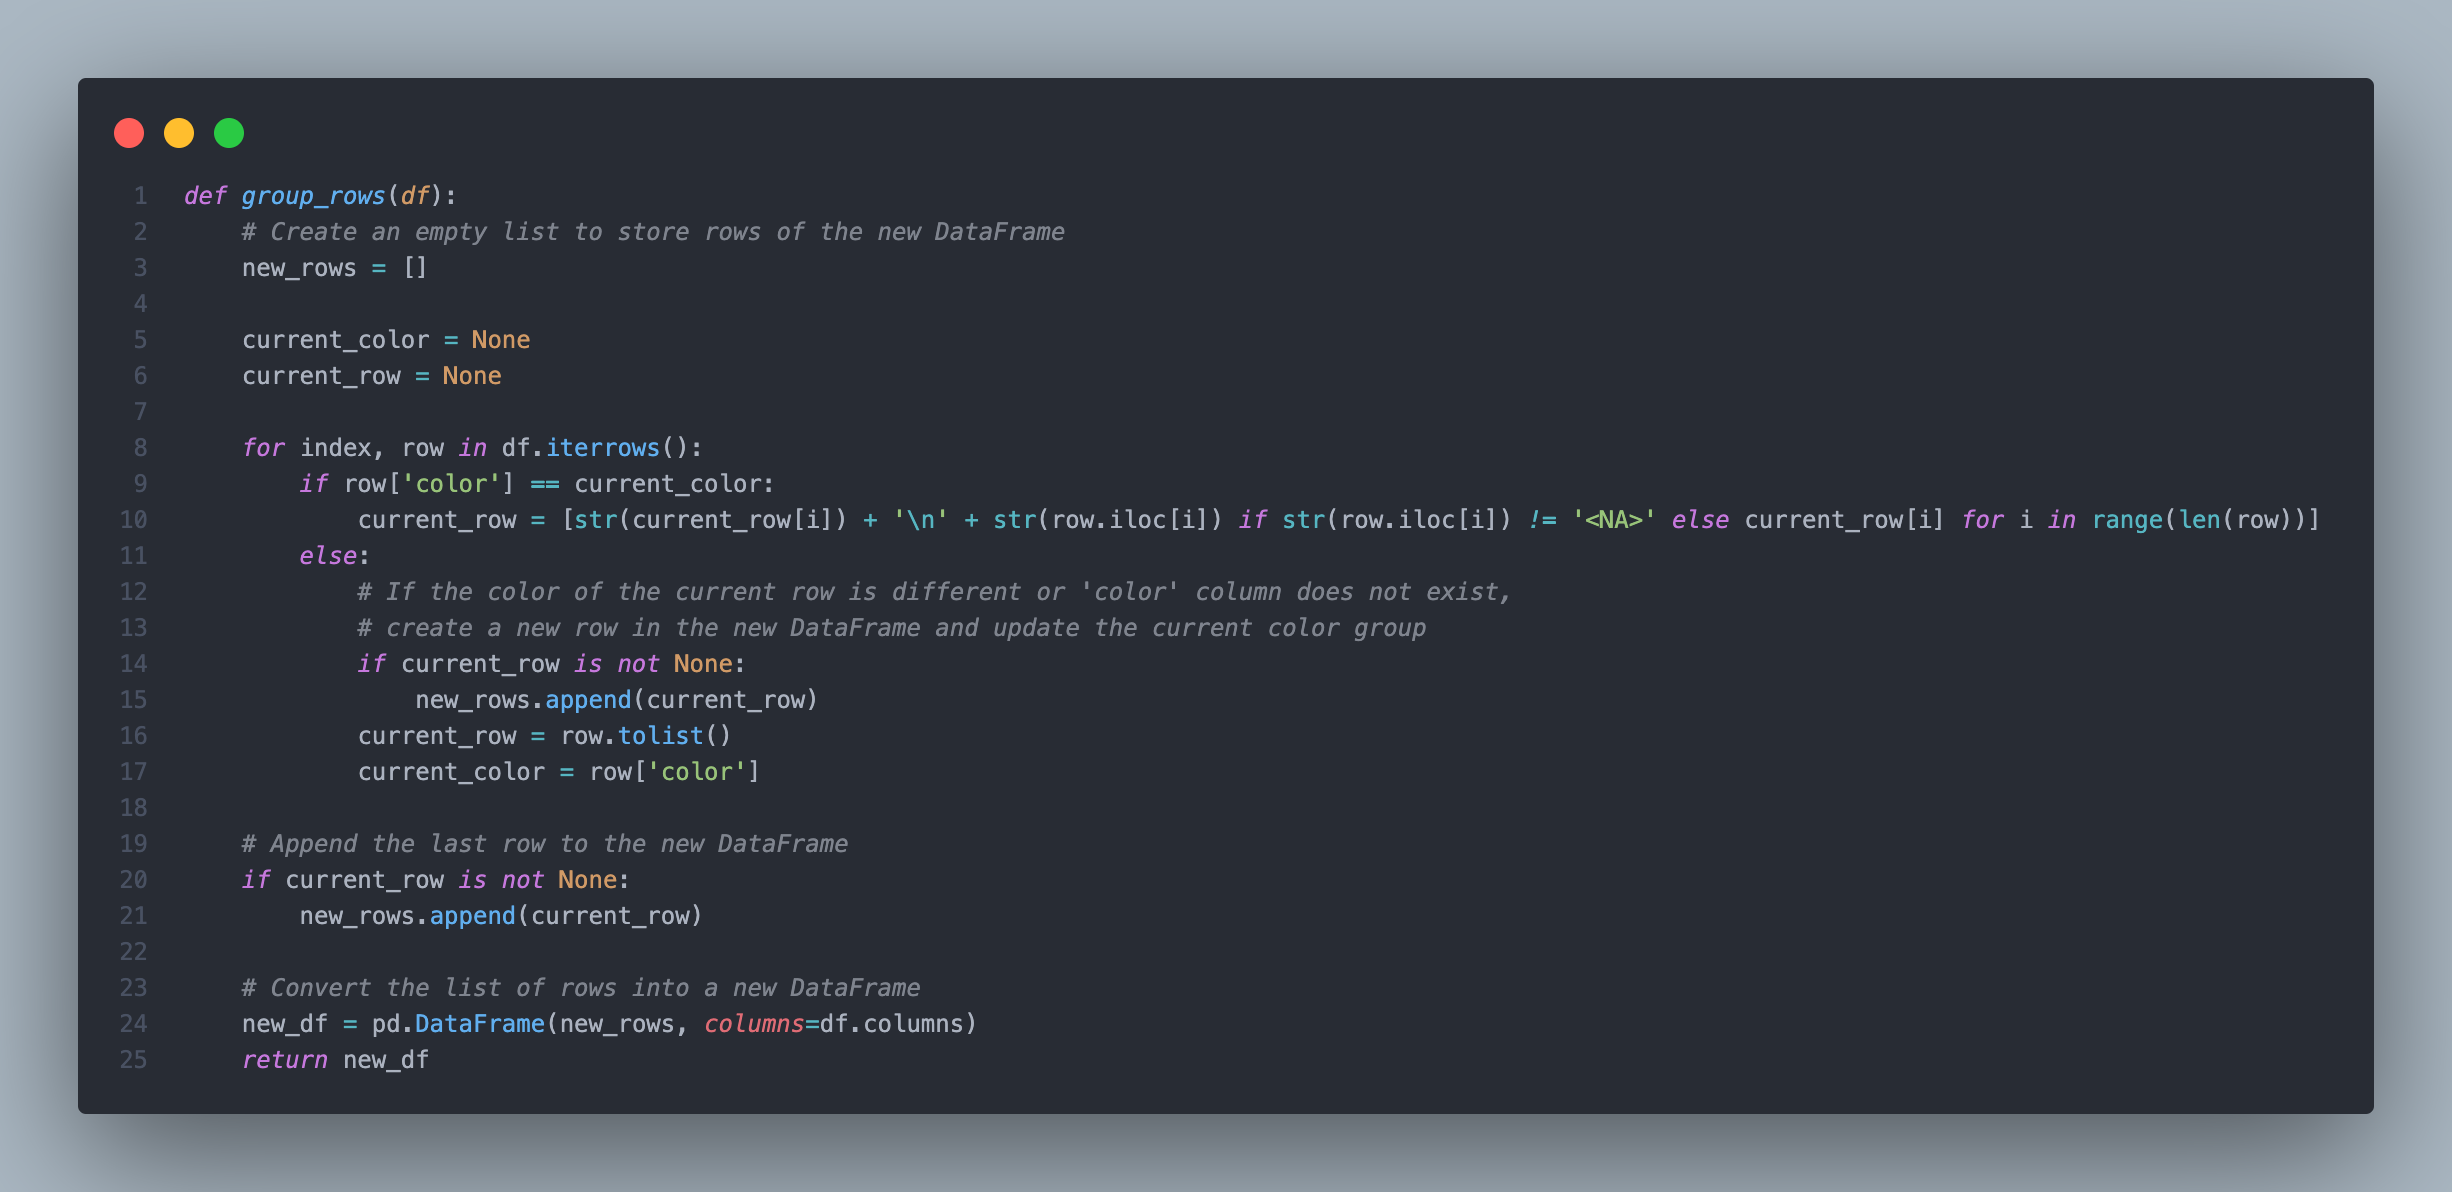 1 def group_rows(df):
2     # Create an empty list to store rows of the new DataFrame
3     new_rows = []
4
5     current_color = None
6     current_row = None
7
8     for index, row in df.iterrows():
9         if row['color'] == current_color:
10             current_row = [str(current_row[i]) + '\n' + str(row.iloc[i]) if str(row.iloc[i]) != '<NA>' else current_row[i] for i in range(len(row))]
11         else:
12             # If the color of the current row is different or 'color' column does not exist,
13             # create a new row in the new DataFrame and update the current color group
14             if current_row is not None:
15                 new_rows.append(current_row)
16             current_row = row.tolist()
17             current_color = row['color']
18
19     # Append the last row to the new DataFrame
20     if current_row is not None:
21         new_rows.append(current_row)
22
23     # Convert the list of rows into a new DataFrame
24     new_df = pd.DataFrame(new_rows, columns=df.columns)
25     return new_df